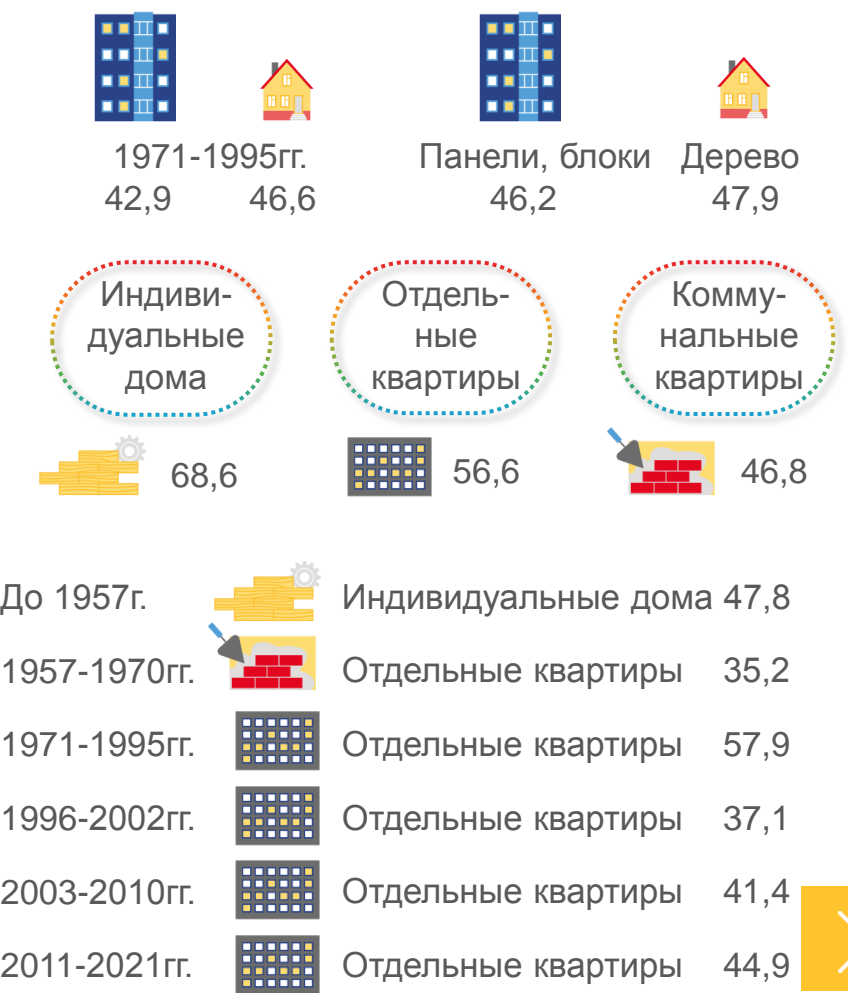 1971-1995гг. Панели, блоки Дерево
42,9 46,6 46,2 47,9
Индиви-
дуальные
дома
Отдель-
ные
квартиры
Комму-
нальные
квартиры
68,6 56,6 46,8
До 1957г. Индивидуальные дома 47,8
1957-1970гг. Отдельные квартиры 35,2
1971-1995гг. Отдельные квартиры 57,9
1996-2002гг. Отдельные квартиры 37,1
2003-2010гг. Отдельные квартиры 41,4
2011-2021гг. Отдельные квартиры 44,9